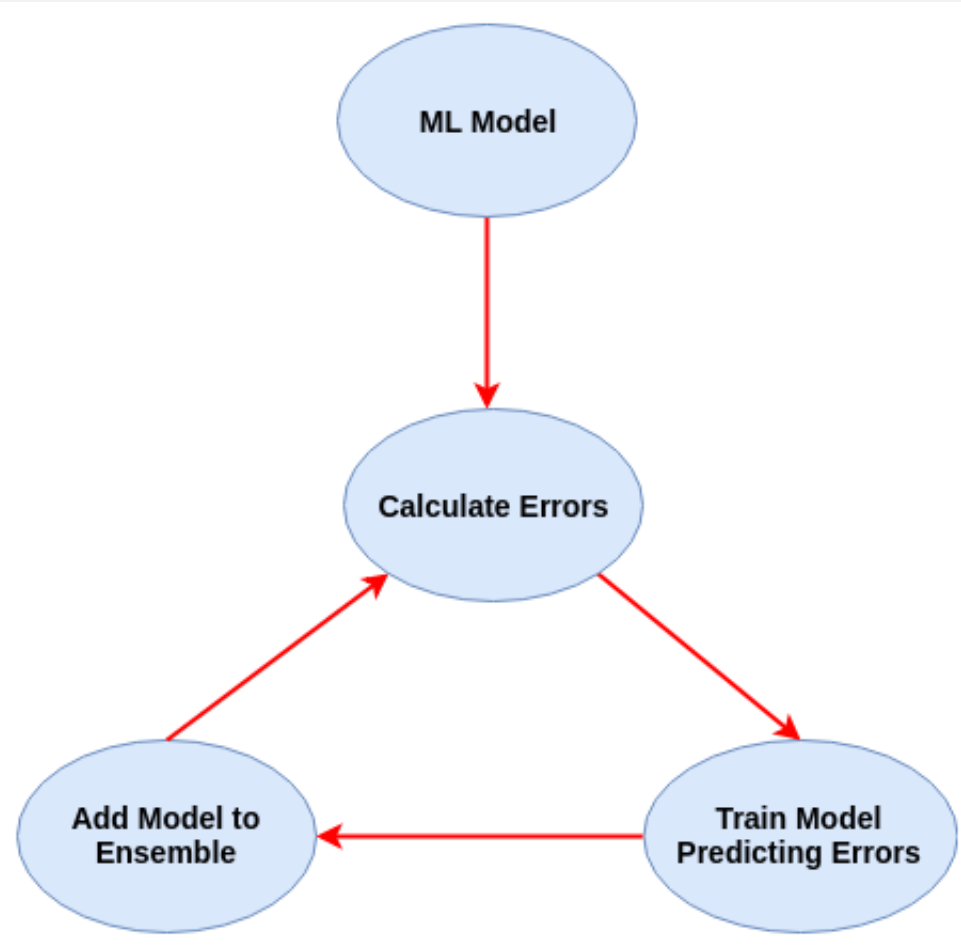 ML Model
Calculate Errors
Add Model to
Ensemble
Train Model
Predicting Errors